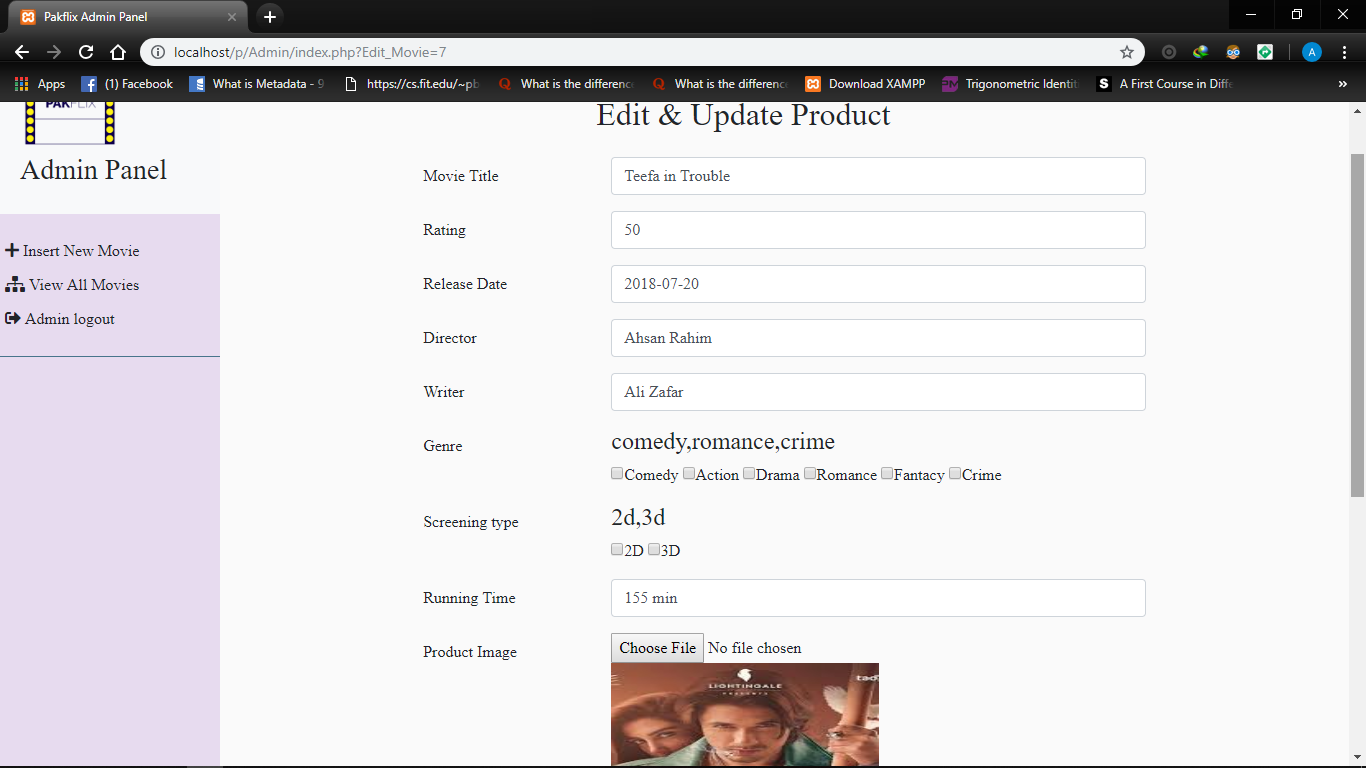 Pakflix Admin Panel
localhost/p/Admin/index.php?Edit_Movie=7
A
Apps
(1) Facebook
What is Metadata - 9
https://cs.fit.edu/~pb
What is the difference
What is the difference
Download XAMPP
Trigonometric Identit
A First Course in Diffe
»
PAKFLIX
Admin Panel
Insert New Movie
View All Movies
Admin logout
Edit & Update Product
Movie Title
Teefa in Trouble
Rating
50
Release Date
2018-07-20
Director
Ahsan Rahim
Writer
Ali Zafar
Genre
comedy,romance,crime
Comedy Action Drama Romance Fantacy Crime
Screening type
2d,3d
2D 3D
Running Time
155 min
Product Image
Choose File No file chosen
LIGHTINGALE
PRESENTS